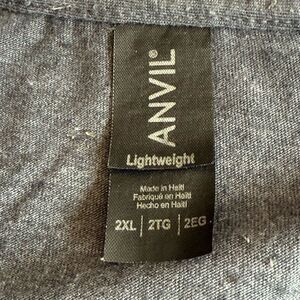 ANVIL®
Lightweight
Made in Haiti
Fabriqué en Haïti
Hecho en Haití
2XL | 2TG | 2EG